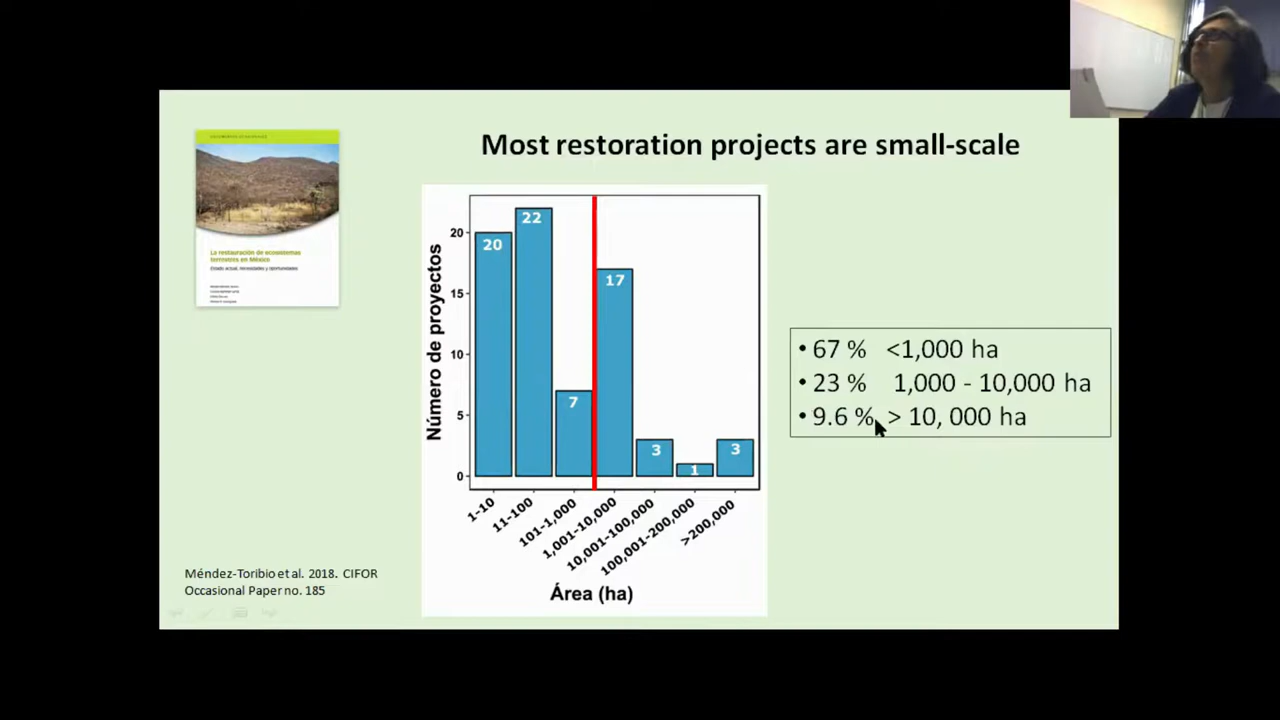 Most restoration projects are small-scale
La restauración de ecosistemas
terrestres en México
Estado actual, necesidades y oportunidades
Número de proyectos
20
15
10
5
0
20
22
7
17
3
1
3
1-10
11-100
101-1,000
1,001-10,000
10,001-100,000
100,001-200,000
>200,000
Área (ha)
• 67 % <1,000 ha
• 23 % 1,000 - 10,000 ha
• 9.6 % > 10, 000 ha
Méndez-Toribio et al. 2018. CIFOR
Occasional Paper no. 185